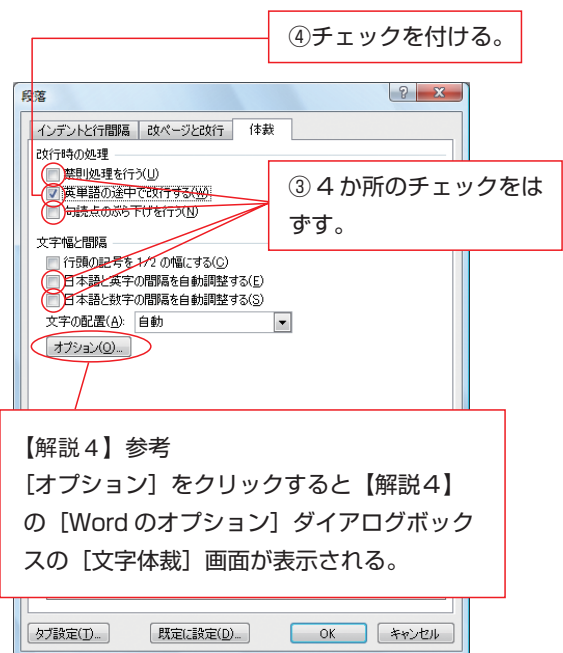 ④チェックを付ける。
段落
インデントと行間隔 改ページと改行 体裁
改行時の処理
禁則処理を行う(U)
英単語の途中で改行する(W)
句読点のぶら下げを行う(N)
③４か所のチェックをは
ずす。
文字幅と間隔
行頭の記号を 1/2 の幅にする(C)
日本語と英字の間隔を自動調整する(E)
日本語と数字の間隔を自動調整する(S)
文字の配置(A): 自動
オプション(O)...
【解説４】参考
［オプション］をクリックすると【解説４】
の［Word のオプション］ダイアログボック
スの［文字体裁］画面が表示される。
タブ設定(T)... 既定に設定(D)... OK キャンセル